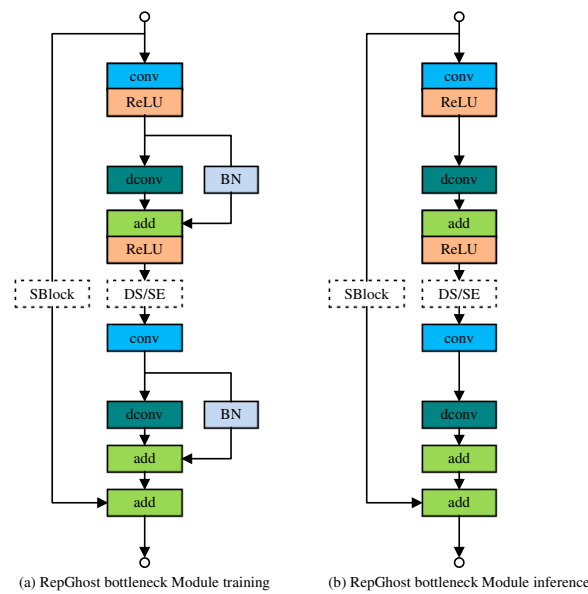 conv
ReLU
dconv
BN
add
ReLU
SBlock
DS/SE
conv
dconv
BN
add
add
(a) RepGhost bottleneck Module training
conv
ReLU
dconv
add
ReLU
SBlock
DS/SE
conv
dconv
add
add
(b) RepGhost bottleneck Module inference